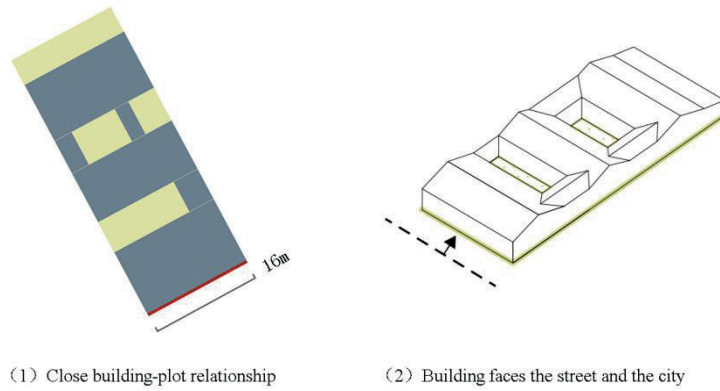 16m
（1）Close building-plot relationship
（2）Building faces the street and the city